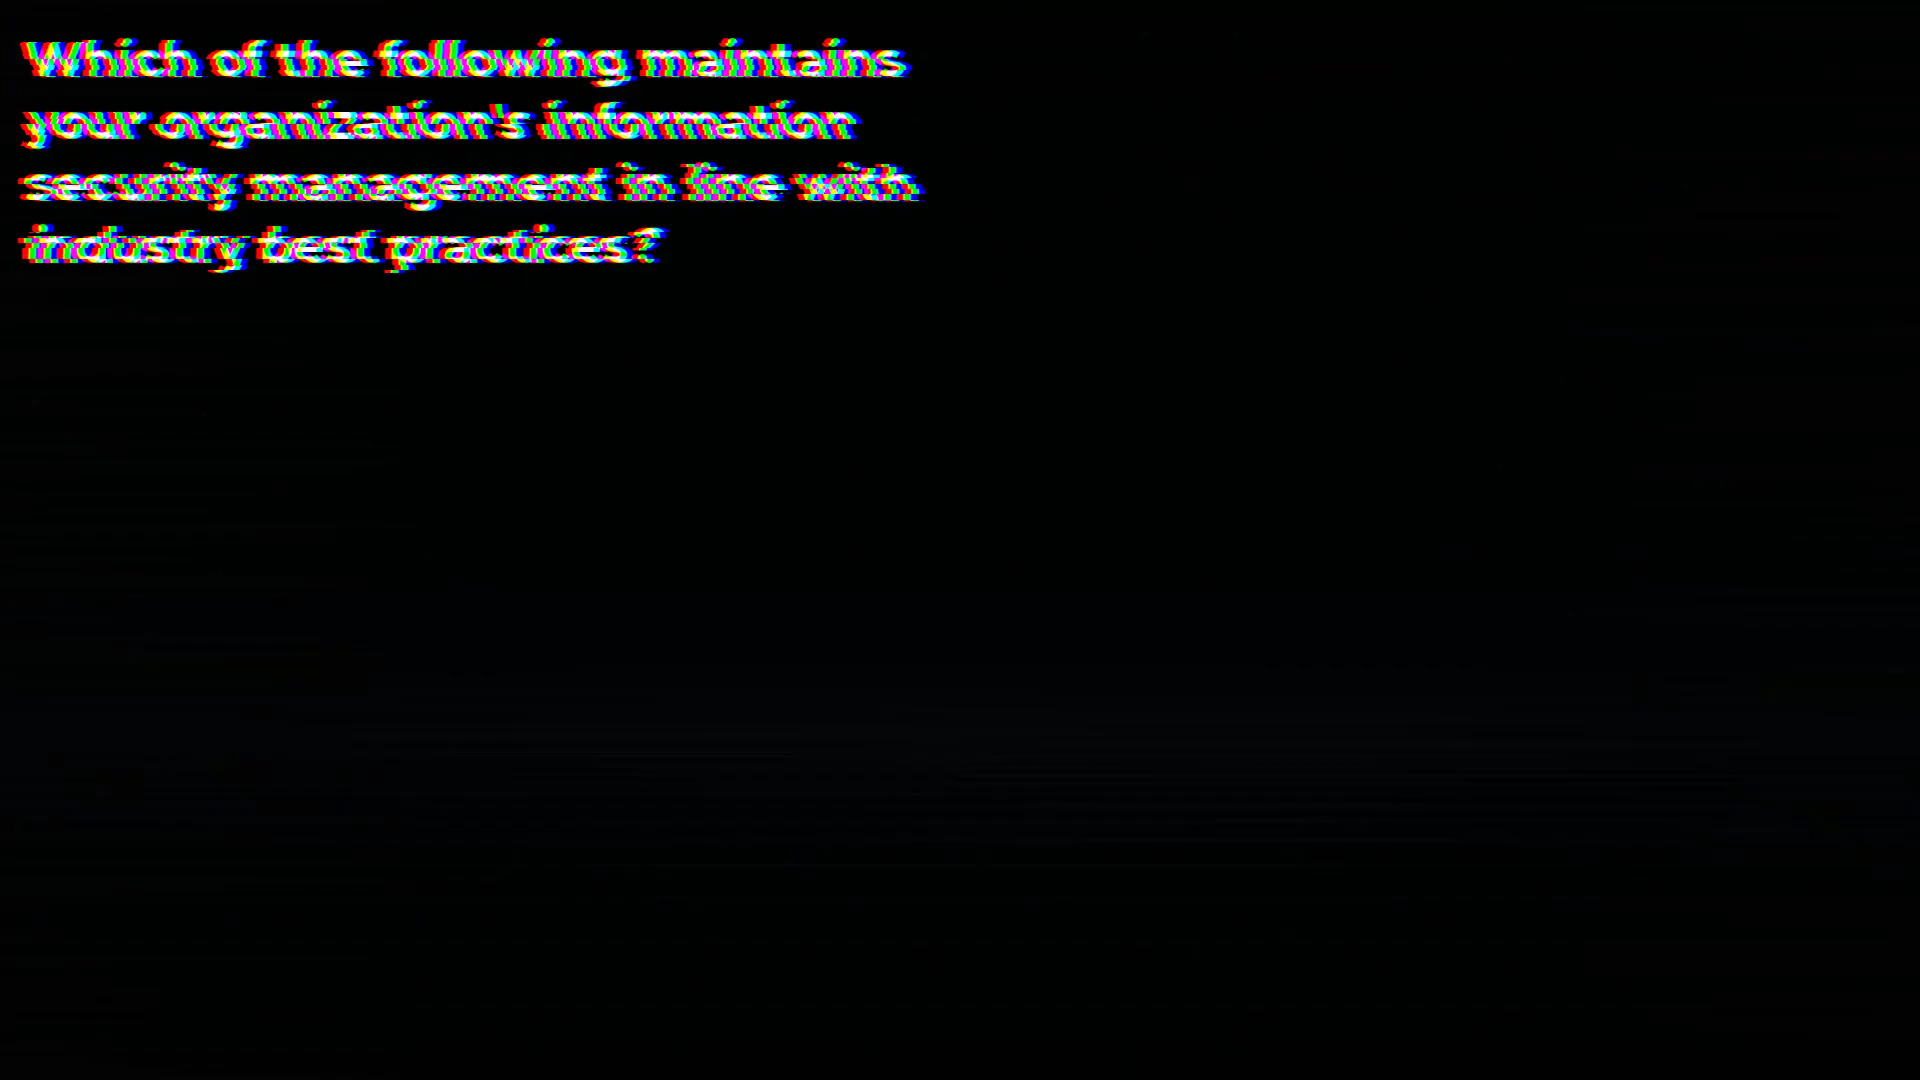 Which of the following maintains
your organization's information
security management in line with
industry best practices?